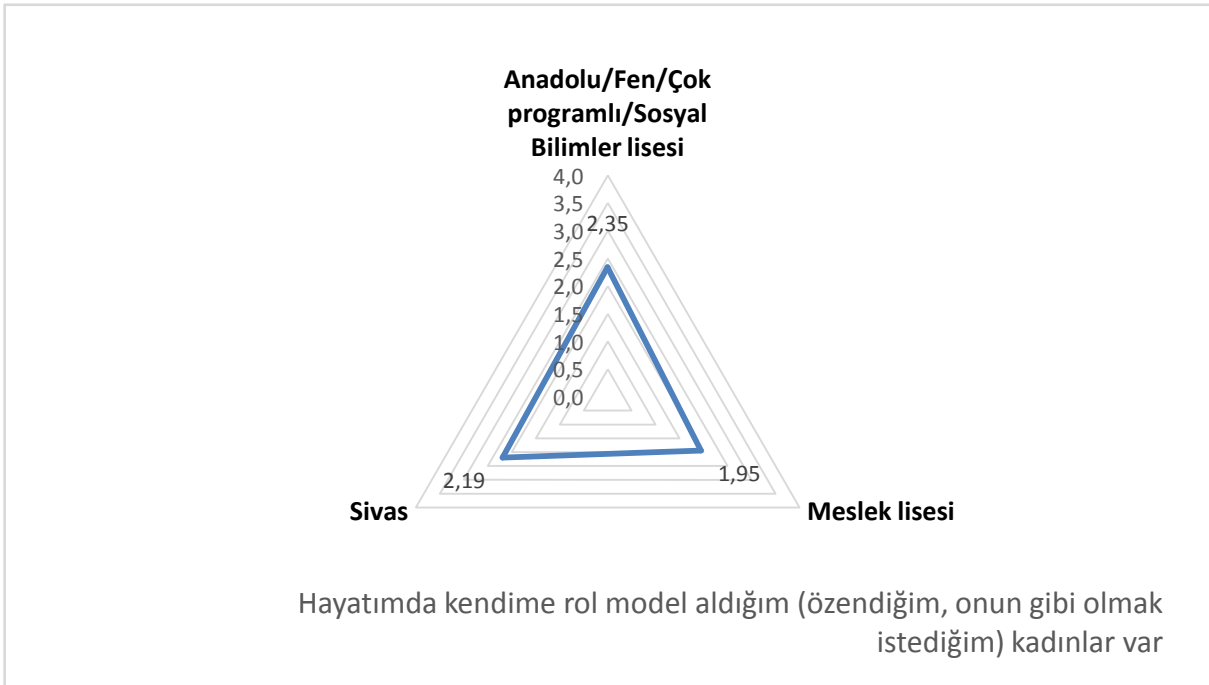 Anadolu/Fen/Çok
programlı/Sosyal
Bilimler lisesi
4,0
3,5
2,35
3,0
2,5
2,0
1,5
1,0
0,5
0,0
2,19
1,95
Sivas
Meslek lisesi
Hayatımda kendime rol model aldığım (özendiğim, onun gibi olmak
istediğim) kadınlar var